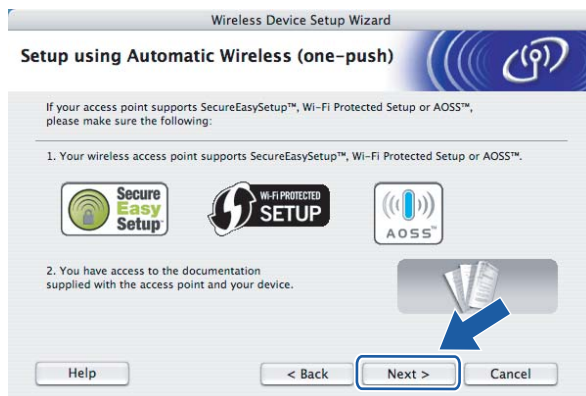 Wireless Device Setup Wizard
Setup using Automatic Wireless (one-push)
If your access point supports SecureEasySetup™, Wi-Fi Protected Setup or AOSS™,
please make sure the following:
1. Your wireless access point supports SecureEasySetup™, Wi-Fi Protected Setup or AOSS™.
Secure
Easy
Setup
WI-FI PROTECTED
SETUP
AOSS™
2. You have access to the documentation
supplied with the access point and your device.
Help
< Back
Next >
Cancel